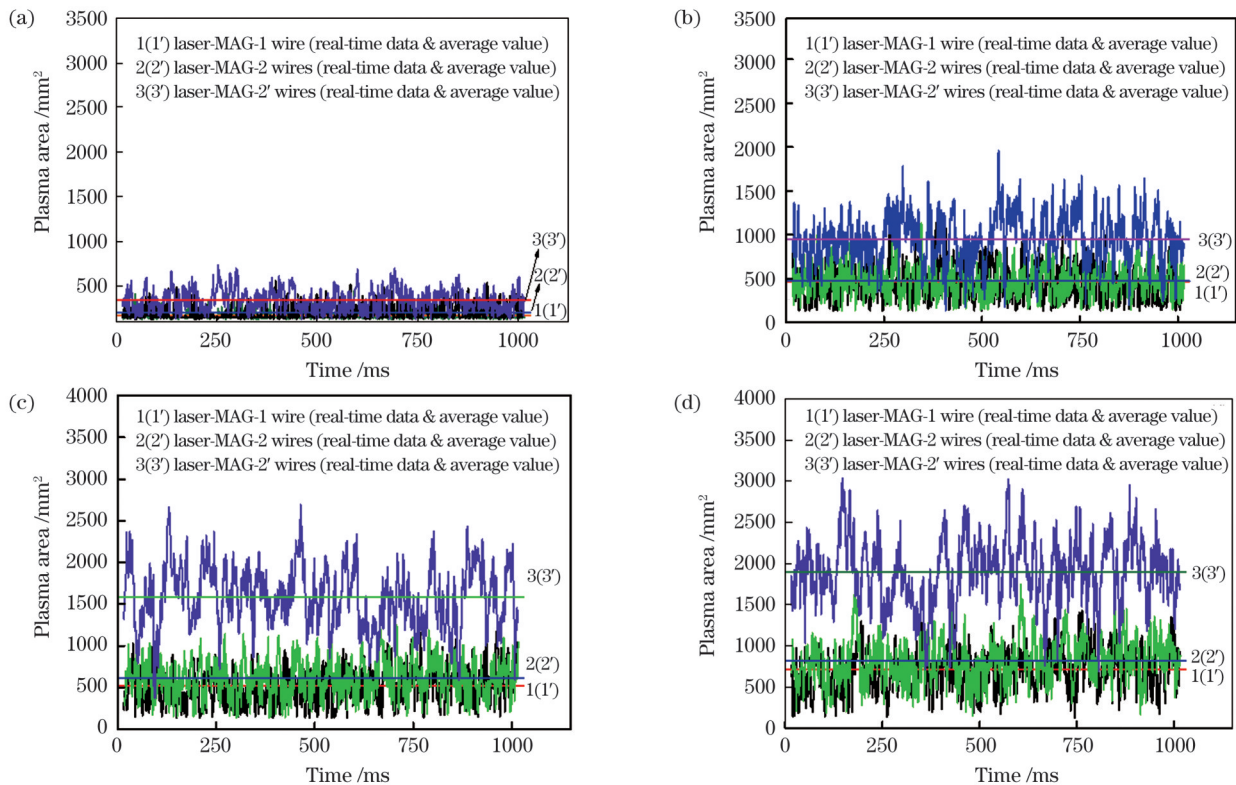 (a)
3500
3000
2500
2000
1500
1000
500
0
250
500
750
1000
Plasma area /mm²
Time /ms
1(1′) laser-MAG-1 wire (real-time data & average value)
2(2′) laser-MAG-2 wires (real-time data & average value)
3(3′) laser-MAG-2′ wires (real-time data & average value)
3(3′)
2(2′)
1(1′)
(b)
3500
3000
2500
2000
1500
1000
500
0
0
250
500
750
1000
Plasma area /mm²
Time /ms
1(1′) laser-MAG-1 wire (real-time data & average value)
2(2′) laser-MAG-2 wires (real-time data & average value)
3(3′) laser-MAG-2′ wires (real-time data & average value)
3(3′)
2(2′)
1(1′)
(c)
4000
3500
3000
2500
2000
1500
1000
500
0
0
250
500
750
1000
Plasma area /mm²
Time /ms
1(1′) laser-MAG-1 wire (real-time data & average value)
2(2′) laser-MAG-2 wires (real-time data & average value)
3(3′) laser-MAG-2′ wires (real-time data & average value)
3(3′)
2(2′)
1(1′)
(d)
4000
3500
3000
2500
2000
1500
1000
500
0
0
250
500
750
1000
Plasma area /mm²
Time /ms
1(1′) laser-MAG-1 wire (real-time data & average value)
2(2′) laser-MAG-2 wires (real-time data & average value)
3(3′) laser-MAG-2′ wires (real-time data & average value)
3(3′)
2(2′)
1(1′)